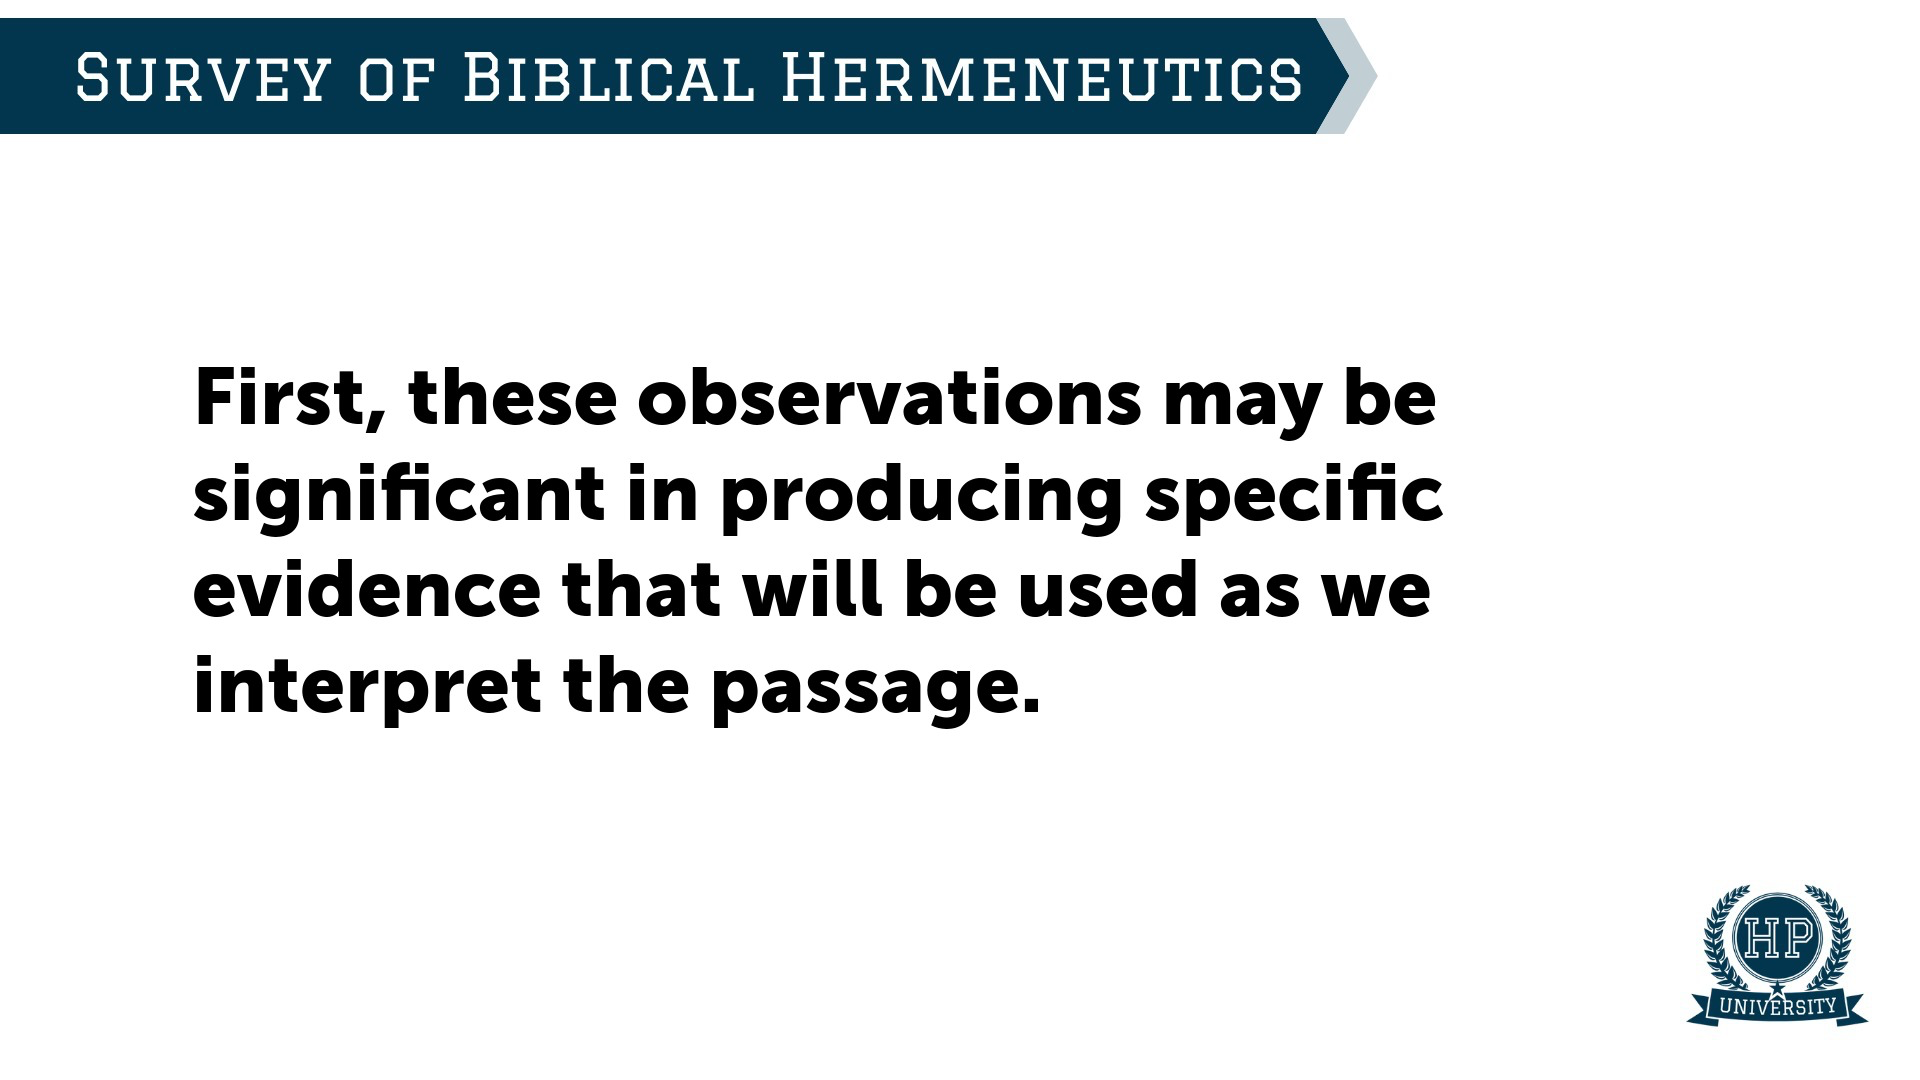 Survey of Biblical Hermeneutics
First, these observations may be
significant in producing specific
evidence that will be used as we
interpret the passage.
HP
UNIVERSITY